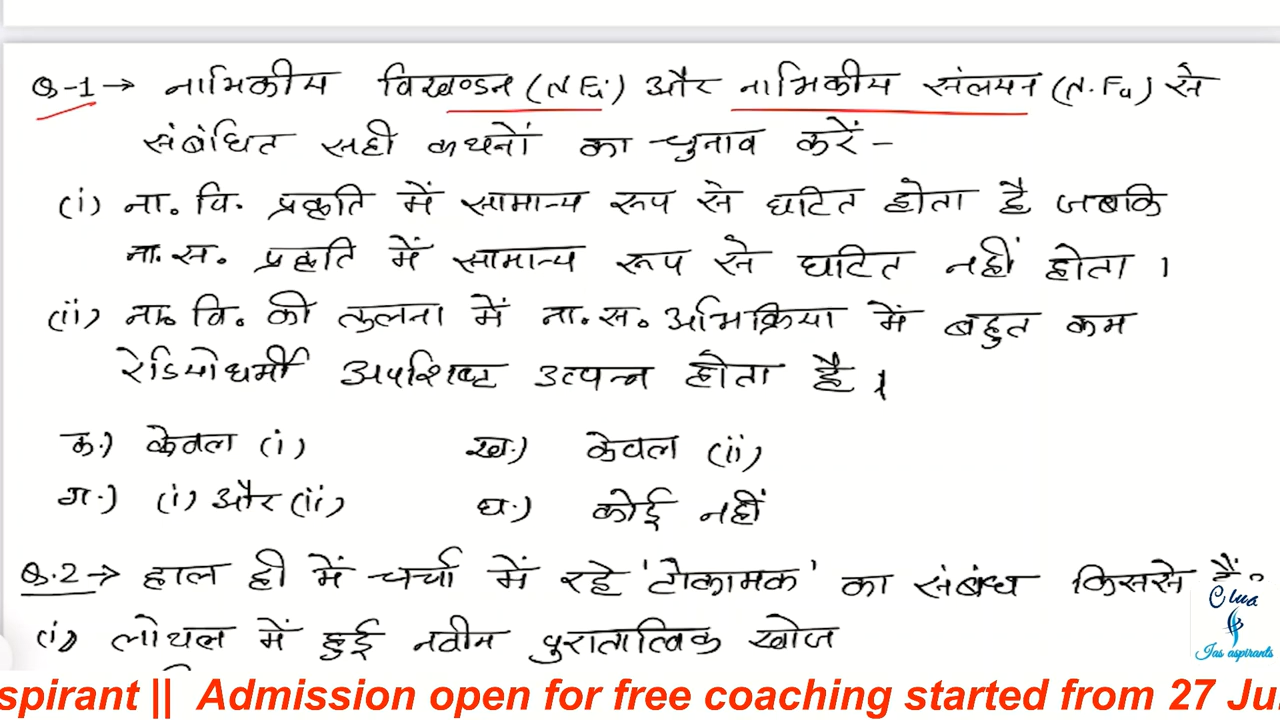 Q-1→ नाभिकीय विखण्डन (N Fi) और नाभिकीय संलयन (N. Fu) से
संबंधित सही कथनों का चुनाव करें -
(i) ना. वि. प्रकृति में सामान्य रूप से घटित होता है जबकि
ना. स. प्रकृति में सामान्य रूप से घटित नहीं होता ।
(ii) ना. वि. की तुलना में ना. स. अभिक्रिया में बहुत कम
रेडियोधर्मी अपशिष्ट उत्पन्न होता है ।
क.) केवल (i)
ख.) केवल (ii)
ग.) (i) और (ii)
घ.) कोई नहीं
Q.2→ हाल ही में चर्चा में रहे 'टोकामक' का संबंध किससे हैं?
(i) लोथल में हुई नवीन पुरातात्विक खोज
Clue
Ias aspirants
spirant || Admission open for free coaching started from 27 Ju